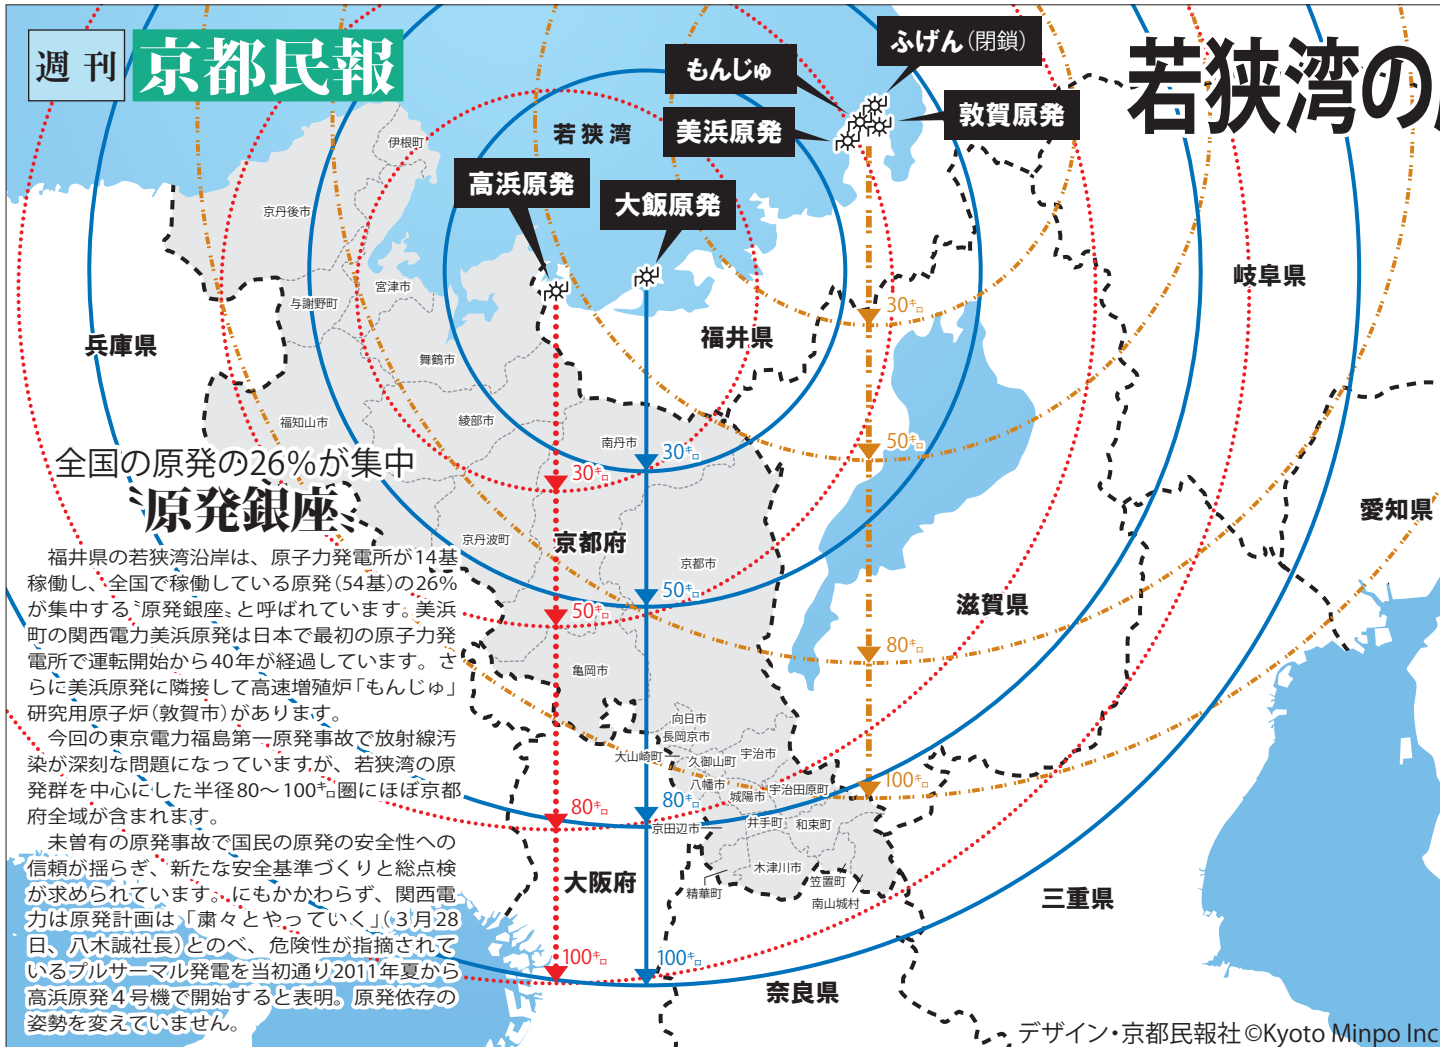 週刊 京都民報
若狭湾の
ふげん(閉鎖)
もんじゅ
美浜原発
敦賀原発
若狭湾
高浜原発
大飯原発
伊根町
京丹後市
宮津市
与謝野町
兵庫県
舞鶴市
福井県
岐阜県
福知山市
綾部市
南丹市
30キロ
30キロ
30キロ
50キロ
全国の原発の26%が集中
〝原発銀座〟
京丹波町
京都府
京都市
愛知県
50キロ
50キロ
滋賀県
80キロ
亀岡市
向日市
長岡京市
大山崎町
久御山町
宇治市
八幡市
城陽市
宇治田原町
100キロ
80キロ
80キロ
京田辺市
井手町
和束町
大阪府
木津川市
精華町
笠置町
南山城村
三重県
100キロ
100キロ
奈良県
福井県の若狭湾沿岸は、原子力発電所が14基
稼働し、全国で稼働している原発(54基)の26%
が集中する〝原発銀座〟と呼ばれています。美浜
町の関西電力美浜原発は日本で最初の原子力発
電所で運転開始から40年が経過しています。さ
らに美浜原発に隣接して高速増殖炉「もんじゅ」
研究用原子炉(敦賀市)があります。
今回の東京電力福島第一原発事故で放射線汚
染が深刻な問題になっていますが、若狭湾の原
発群を中心にした半径80〜100キロ圏にほぼ京都
府全域が含まれます。
未曽有の原発事故で国民の原発の安全性への
信頼が揺らぎ、新たな安全基準づくりと総点検
が求められています。にもかかわらず、関西電
力は原発計画は「粛々とやっていく」(3月28
日、八木誠社長)とのべ、危険性が指摘されて
いるプルサーマル発電を当初通り2011年夏から
高浜原発4号機で開始すると表明。原発依存の
姿勢を変えていません。
デザイン・京都民報社©Kyoto Minpo Inc